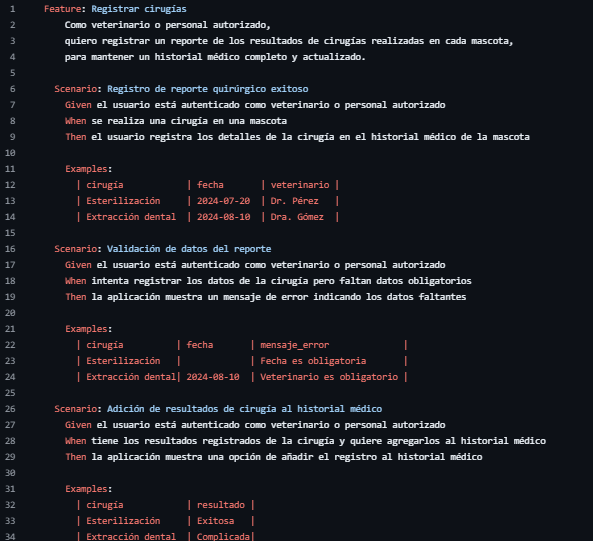 1 Feature: Registrar cirugías
2 Como veterinario o personal autorizado,
3 quiero registrar un reporte de los resultados de cirugías realizadas en cada mascota,
4 para mantener un historial médico completo y actualizado.
5
6 Scenario: Registro de reporte quirúrgico exitoso
7 Given el usuario está autenticado como veterinario o personal autorizado
8 When se realiza una cirugía en una mascota
9 Then el usuario registra los detalles de la cirugía en el historial médico de la mascota
10
11 Examples:
12 | cirugía | fecha | veterinario |
13 | Esterilización | 2024-07-20 | Dr. Pérez |
14 | Extracción dental | 2024-08-10 | Dra. Gómez |
15
16 Scenario: Validación de datos del reporte
17 Given el usuario está autenticado como veterinario o personal autorizado
18 When intenta registrar los datos de la cirugía pero faltan datos obligatorios
19 Then la aplicación muestra un mensaje de error indicando los datos faltantes
20
21 Examples:
22 | cirugía | fecha | mensaje_error |
23 | Esterilización | | Fecha es obligatoria |
24 | Extracción dental| 2024-08-10 | Veterinario es obligatorio |
25
26 Scenario: Adición de resultados de cirugía al historial médico
27 Given el usuario está autenticado como veterinario o personal autorizado
28 When tiene los resultados registrados de la cirugía y quiere agregarlos al historial médico
29 Then la aplicación muestra una opción de añadir el registro al historial médico
30
31 Examples:
32 | cirugía | resultado |
33 | Esterilización | Exitosa |
34 | Extracción dental | Complicada|